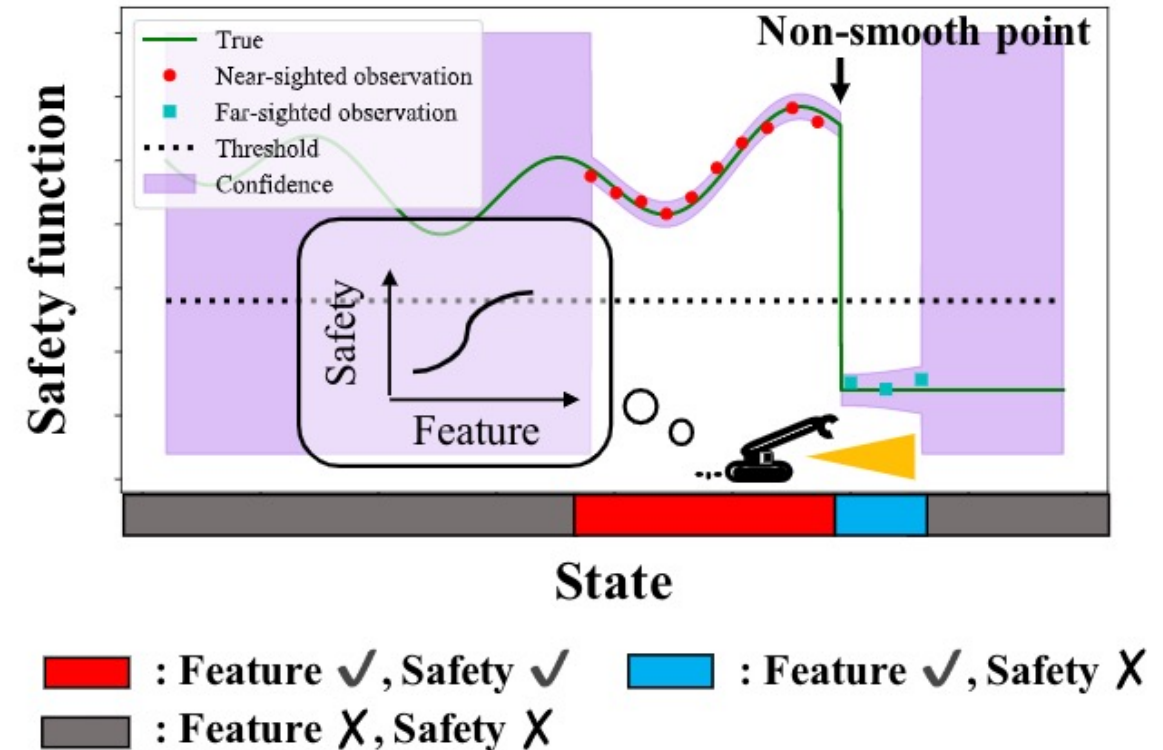 Non-smooth point
True
Near-sighted observation
Far-sighted observation
Threshold
Confidence
Safety function
Safety
Feature
State
: Feature ✓, Safety ✓
: Feature ✓, Safety ✗
: Feature ✗, Safety ✗